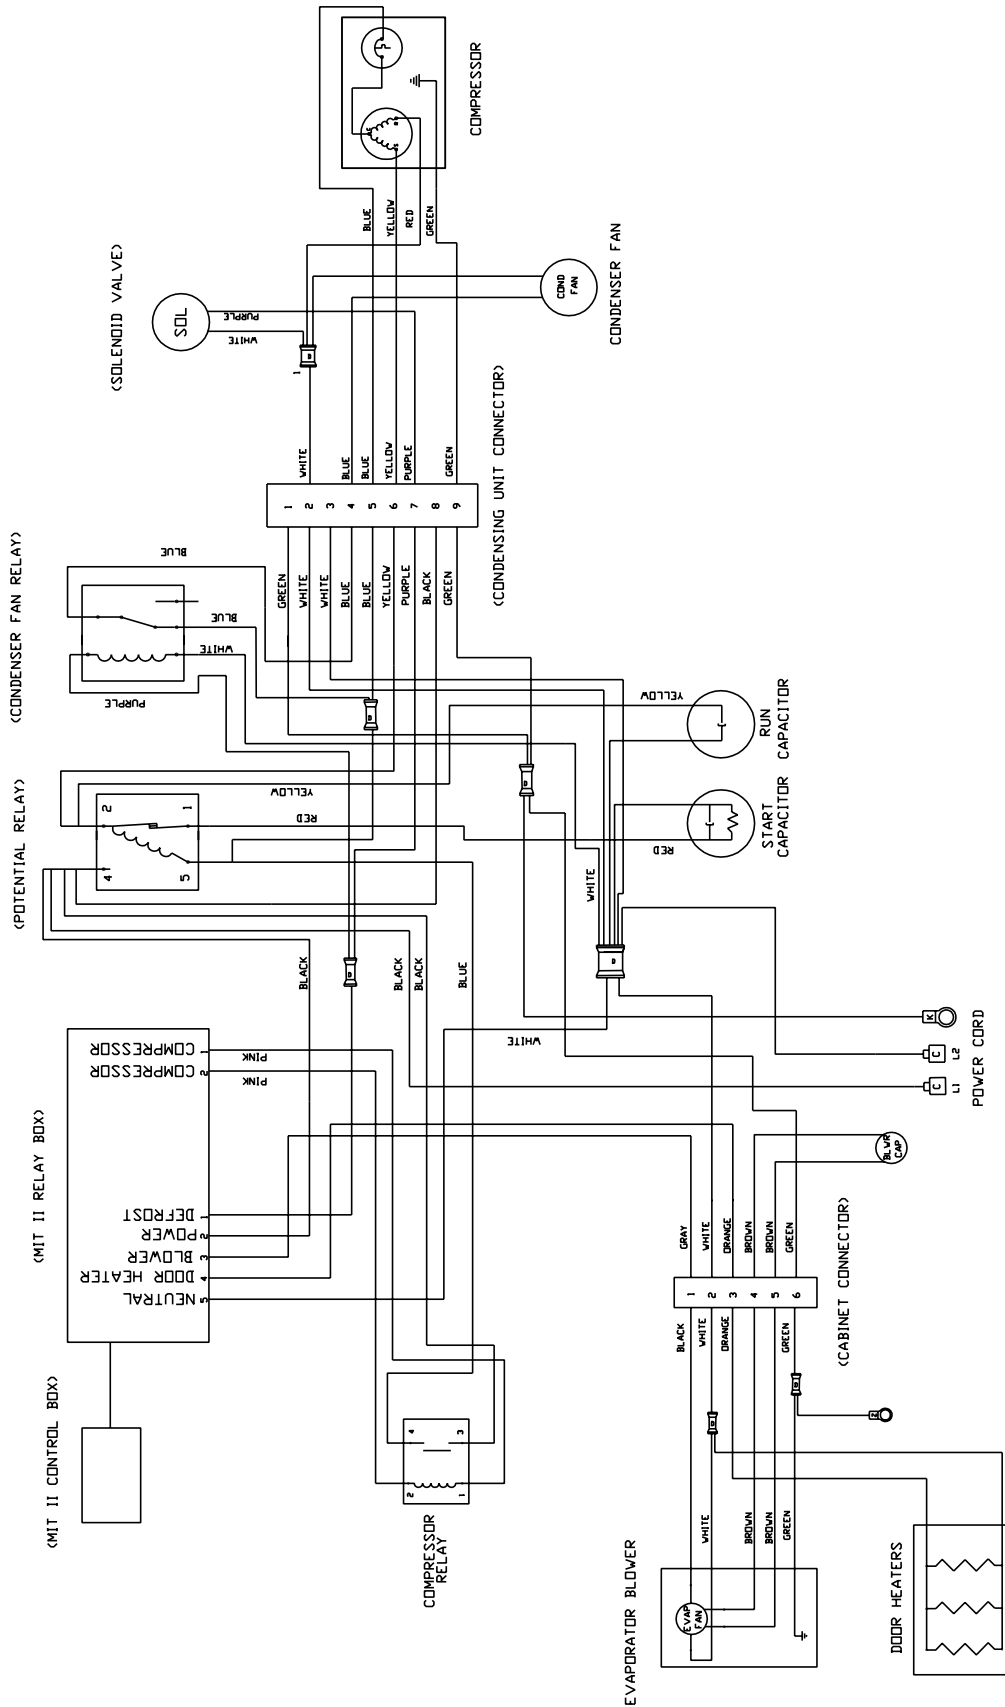 COMPRESSOR
BLUE
YELLOW
RED
GREEN
C
S
R
(SOLENOID VALVE)
SOL
PURPLE
WHITE
COND
FAN
CONDENSER FAN
D
1
WHITE
BLUE
BLUE
YELLOW
PURPLE
GREEN
1
2
3
4
5
6
7
8
9
(CONDENSING UNIT CONNECTOR)
GREEN
WHITE
WHITE
BLUE
BLUE
YELLOW
PURPLE
BLACK
GREEN
(CONDENSER FAN RELAY)
BLUE
BLUE
WHITE
PURPLE
D
D
YELLOW
RUN
CAPACITOR
START
CAPACITOR
RED
(POTENTIAL RELAY)
2
1
4
5
YELLOW
RED
WHITE
D
D
BLACK
BLACK
BLACK
BLUE
WHITE
K
C
L2
C
L1
POWER CORD
(MIT II RELAY BOX)
COMPRESSOR 1
COMPRESSOR 2
PINK
PINK
DEFROST 1
POWER 2
BLOWER 3
DOOR HEATER 4
NEUTRAL 5
(MIT II CONTROL BOX)
COMPRESSOR
RELAY
4
3
2
1
BLWR
CAP
GRAY
WHITE
ORANGE
BROWN
BROWN
GREEN
1
2
3
4
5
6
(CABINET CONNECTOR)
BLACK
WHITE
ORANGE
GREEN
D
D
Z
WHITE
BROWN
BROWN
GREEN
EVAPORATOR BLOWER
EVAP
FAN
DOOR HEATERS